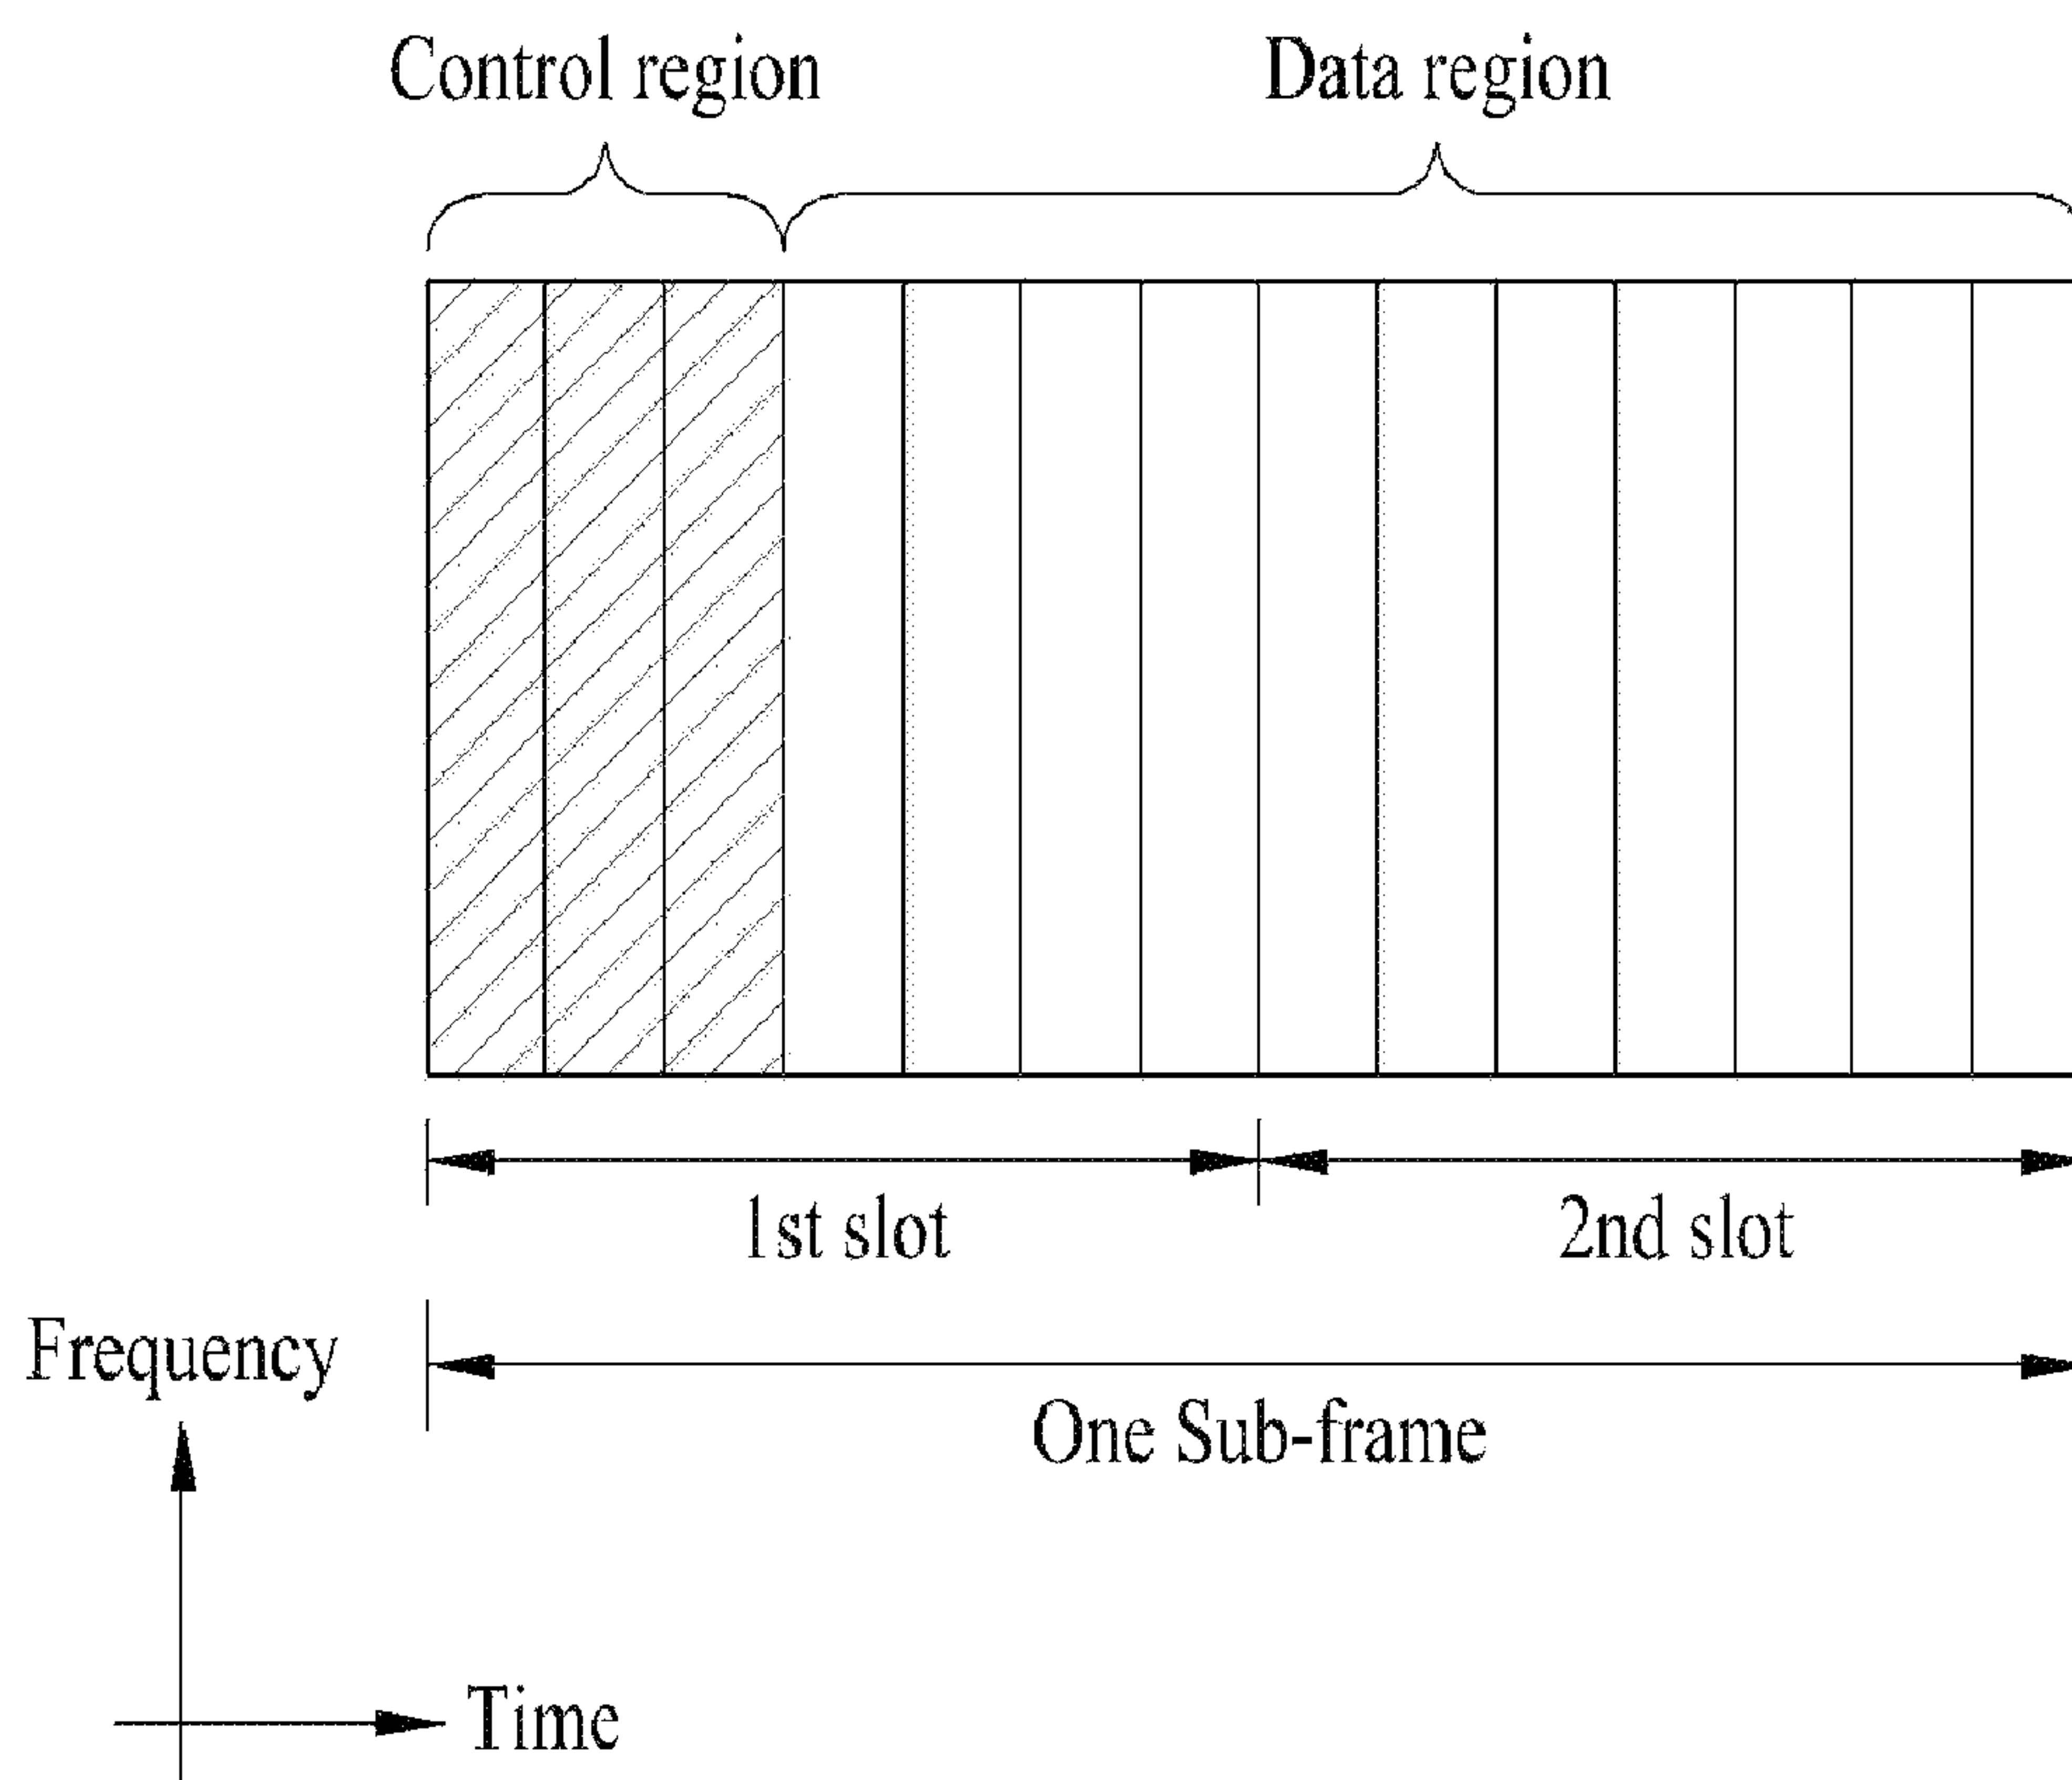 Control region
Data region
1st slot
2nd slot
One Sub-frame
Frequency
Time